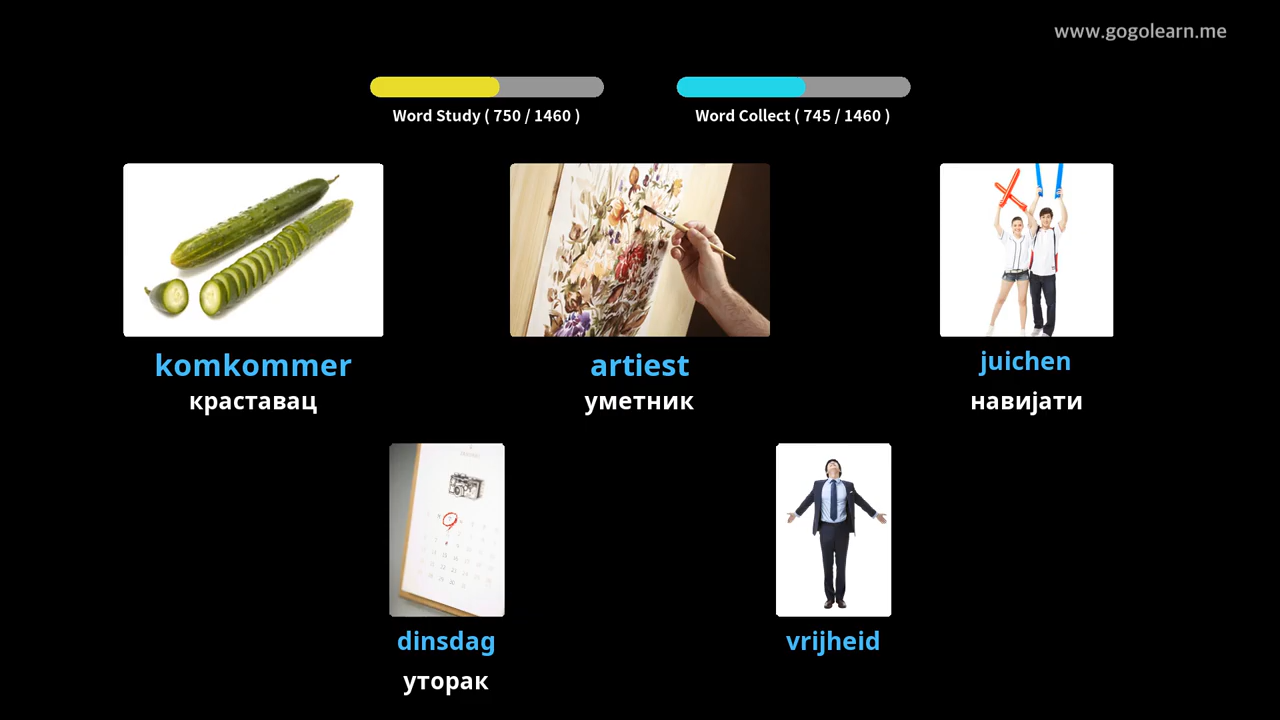 www.gogolearn.me
Word Study ( 750 / 1460 )
Word Collect ( 745 / 1460 )
komkommer
artiest
juichen
краставац
уметник
навијати
dinsdag
vrijheid
уторак